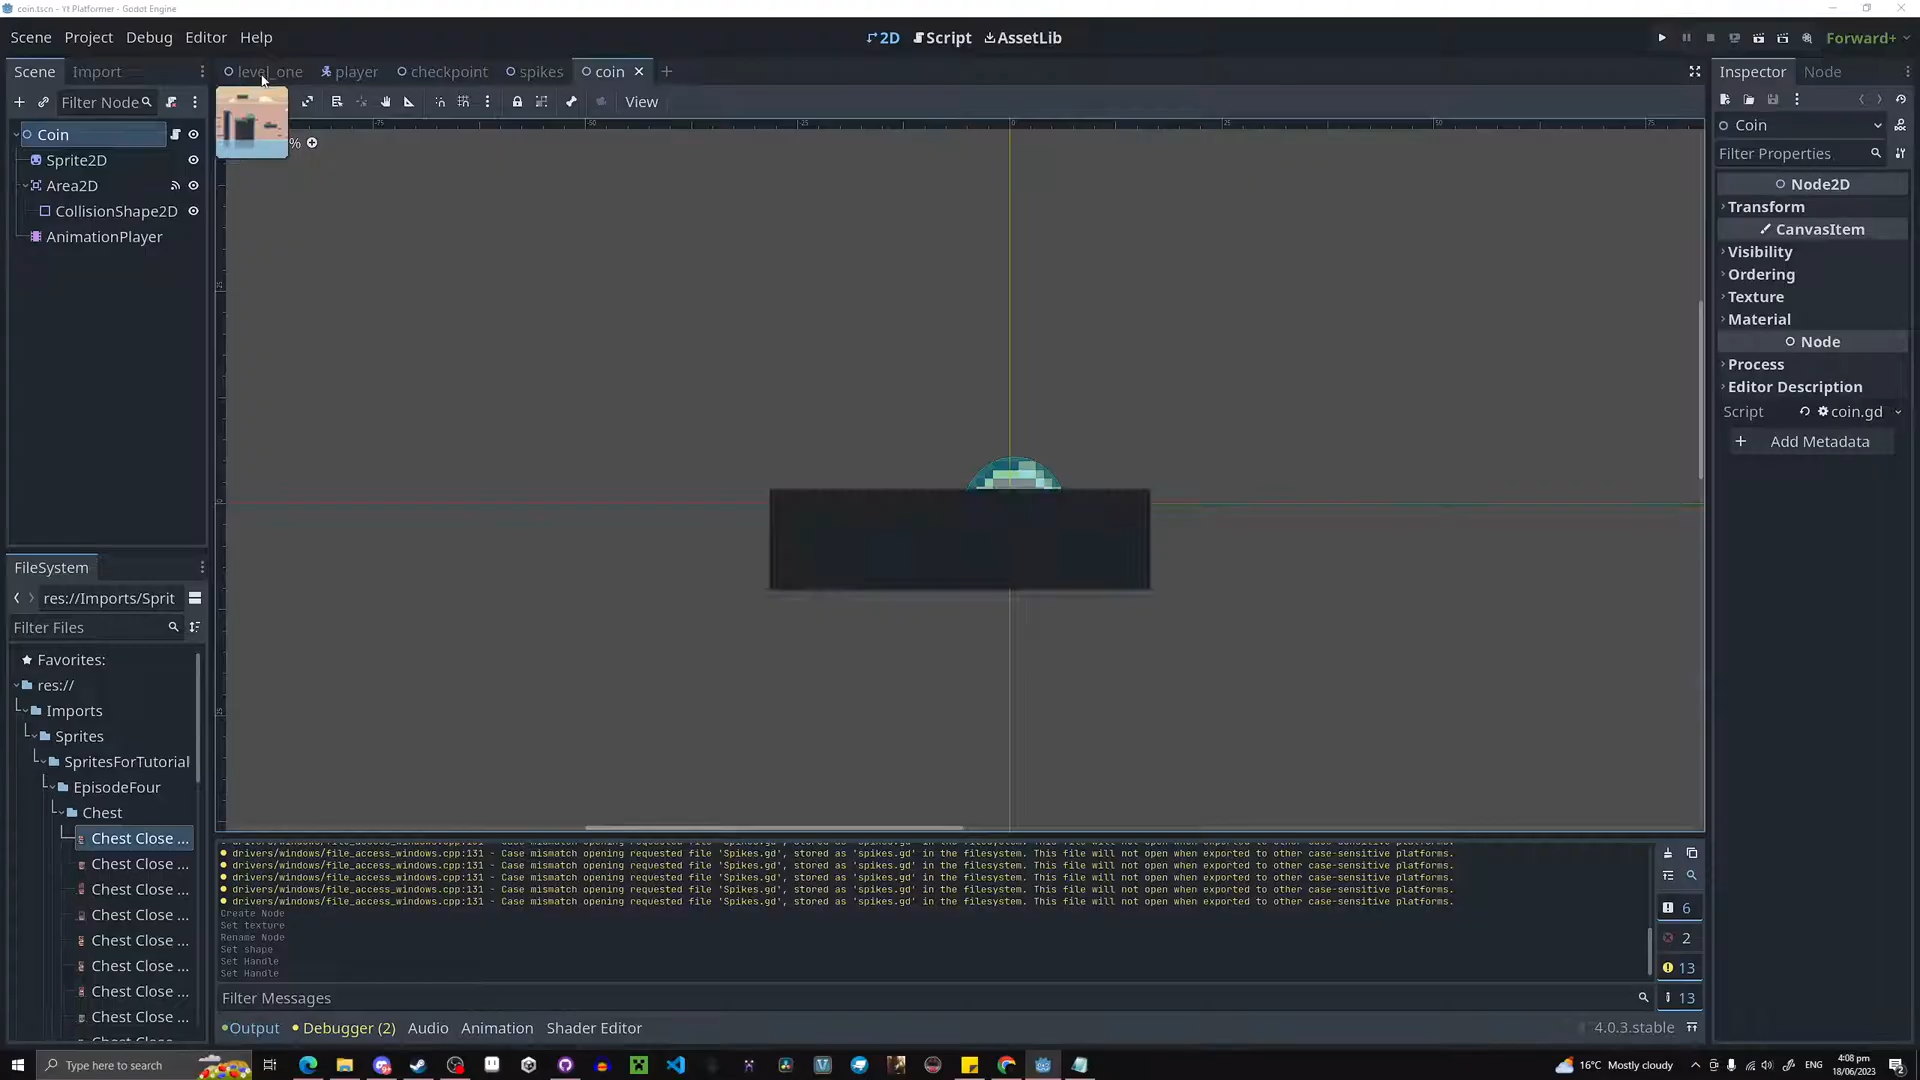 coin.tscn - Yt Platformer - Godot Engine
Scene Project Debug Editor Help
2D Script AssetLib
Forward+
Scene Import
level_one player checkpoint spikes coin
Inspector Node
Filter Node
View
Coin
Sprite2D
Area2D
CollisionShape2D
AnimationPlayer
%
Coin
Filter Properties
Node2D
Transform
CanvasItem
Visibility
Ordering
Texture
Material
Node
Process
Editor Description
Script coin.gd
Add Metadata
FileSystem
res://Imports/Sprit
Filter Files
Favorites:
res://
Imports
Sprites
SpritesForTutorial
EpisodeFour
Chest
Chest Close ...
Chest Close ...
Chest Close ...
Chest Close ...
Chest Close ...
Chest Close ...
Chest Close ...
Chest Close ...
drivers/windows/file_access_windows.cpp:131 - Case mismatch opening requested file 'Spikes.gd', stored as 'spikes.gd' in the filesystem. This file will not open when exported to other case-sensitive platforms.
drivers/windows/file_access_windows.cpp:131 - Case mismatch opening requested file 'Spikes.gd', stored as 'spikes.gd' in the filesystem. This file will not open when exported to other case-sensitive platforms.
drivers/windows/file_access_windows.cpp:131 - Case mismatch opening requested file 'Spikes.gd', stored as 'spikes.gd' in the filesystem. This file will not open when exported to other case-sensitive platforms.
drivers/windows/file_access_windows.cpp:131 - Case mismatch opening requested file 'Spikes.gd', stored as 'spikes.gd' in the filesystem. This file will not open when exported to other case-sensitive platforms.
drivers/windows/file_access_windows.cpp:131 - Case mismatch opening requested file 'Spikes.gd', stored as 'spikes.gd' in the filesystem. This file will not open when exported to other case-sensitive platforms.
Create Node
Set texture
Rename Node
Set shape
Set Handle
Set Handle
6
2
13
13
Filter Messages
Output Debugger (2) Audio Animation Shader Editor
4.0.3.stable
Type here to search
16°C Mostly cloudy
ENG
4:08 pm
18/06/2023